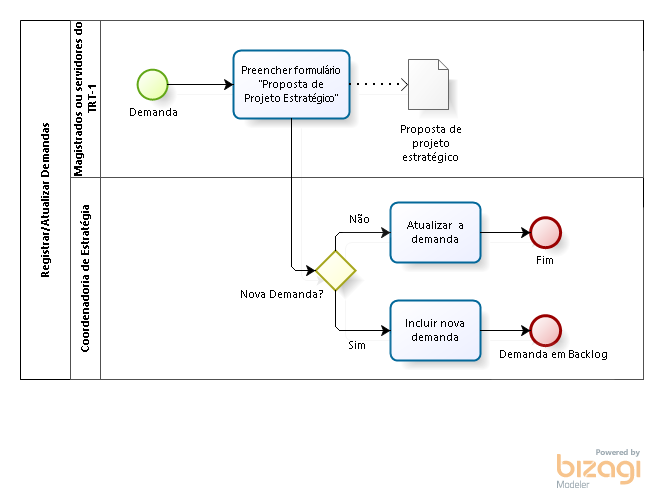 Registrar/Atualizar Demandas
Magistrados ou servidores do
TRT-1
Demanda
Preencher formulário
"Proposta de
Projeto Estratégico"
Proposta de
projeto
estratégico
Coordenadoria de Estratégia
Nova Demanda?
Não
Atualizar a
demanda
Fim
Sim
Incluir nova
demanda
Demanda em Backlog
Powered by
bizagi
Modeler